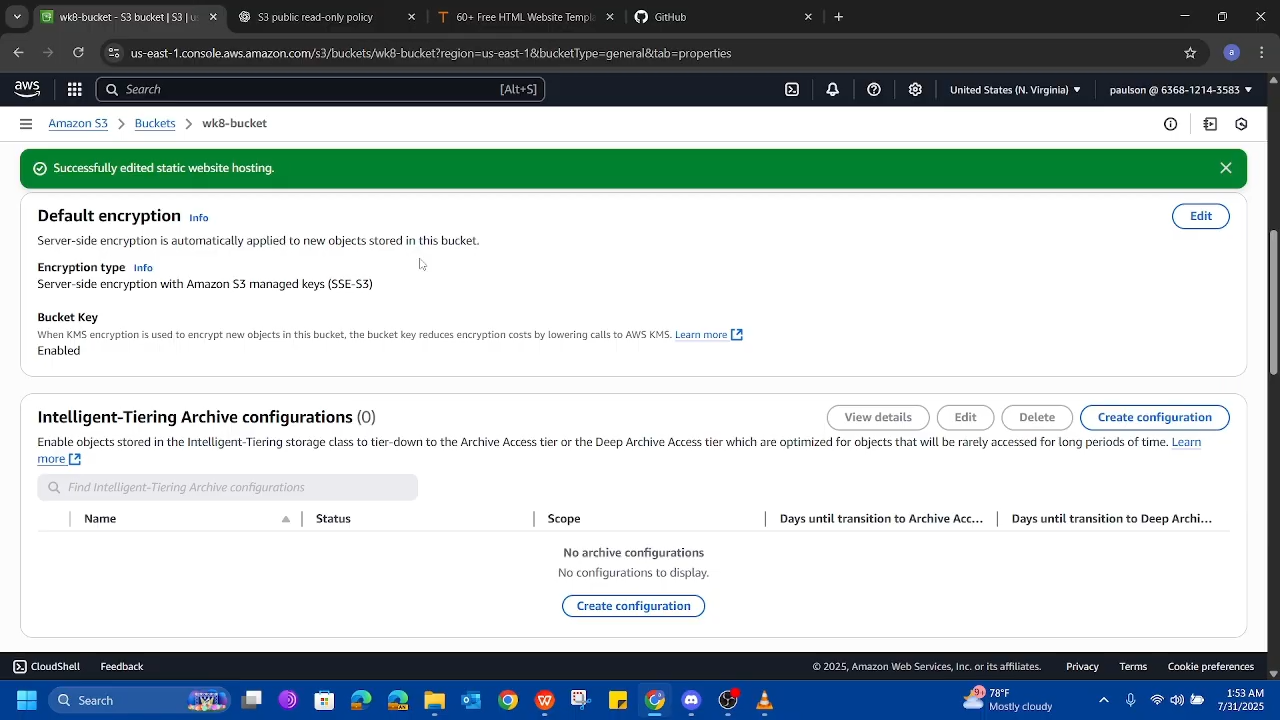 wk8-bucket - S3 bucket | S3 | us
S3 public read-only policy
60+ Free HTML Website Templa
GitHub
us-east-1.console.aws.amazon.com/s3/buckets/wk8-bucket?region=us-east-1&bucketType=general&tab=properties
a
aws
Search
[Alt+S]
United States (N. Virginia)
paulson @ 6368-1214-3583
Amazon S3
Buckets
wk8-bucket
Successfully edited static website hosting.
Default encryption Info
Edit
Server-side encryption is automatically applied to new objects stored in this bucket.
Encryption type Info
Server-side encryption with Amazon S3 managed keys (SSE-S3)
Bucket Key
When KMS encryption is used to encrypt new objects in this bucket, the bucket key reduces encryption costs by lowering calls to AWS KMS. Learn more
Enabled
Intelligent-Tiering Archive configurations (0)
View details
Edit
Delete
Create configuration
Enable objects stored in the Intelligent-Tiering storage class to tier-down to the Archive Access tier or the Deep Archive Access tier which are optimized for objects that will be rarely accessed for long periods of time. Learn
more
Find Intelligent-Tiering Archive configurations
Name
Status
Scope
Days until transition to Archive Acc...
Days until transition to Deep Archi...
No archive configurations
No configurations to display.
Create configuration
CloudShell
Feedback
© 2025, Amazon Web Services, Inc. or its affiliates.
Privacy
Terms
Cookie preferences
Search
78°F
Mostly cloudy
1:53 AM
7/31/2025